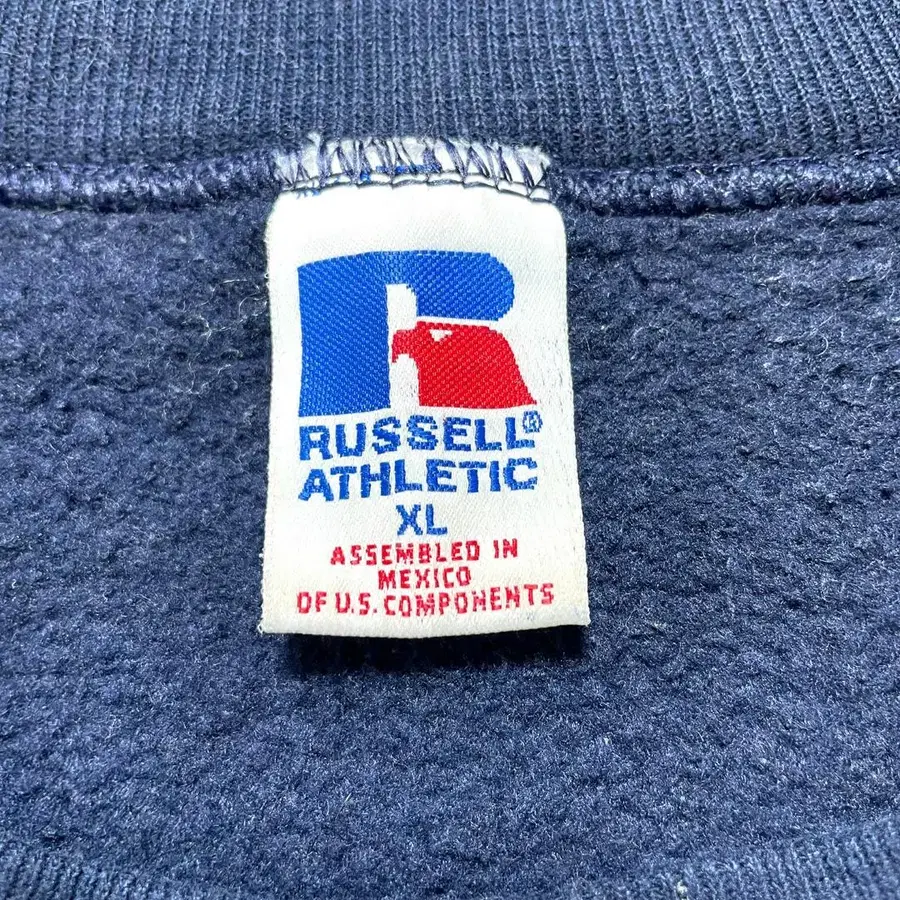 R
RUSSELL®
ATHLETIC
XL
ASSEMBLED IN
MEXICO
OF U.S. COMPONENTS